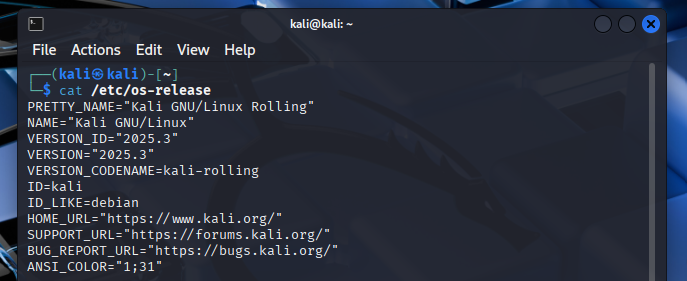 kali@kali: ~
File Actions Edit View Help
┌──(kali㉿kali)-[~]
└─$ cat /etc/os-release
PRETTY_NAME="Kali GNU/Linux Rolling"
NAME="Kali GNU/Linux"
VERSION_ID="2025.3"
VERSION="2025.3"
VERSION_CODENAME=kali-rolling
ID=kali
ID_LIKE=debian
HOME_URL="https://www.kali.org/"
SUPPORT_URL="https://forums.kali.org/"
BUG_REPORT_URL="https://bugs.kali.org/"
ANSI_COLOR="1;31"